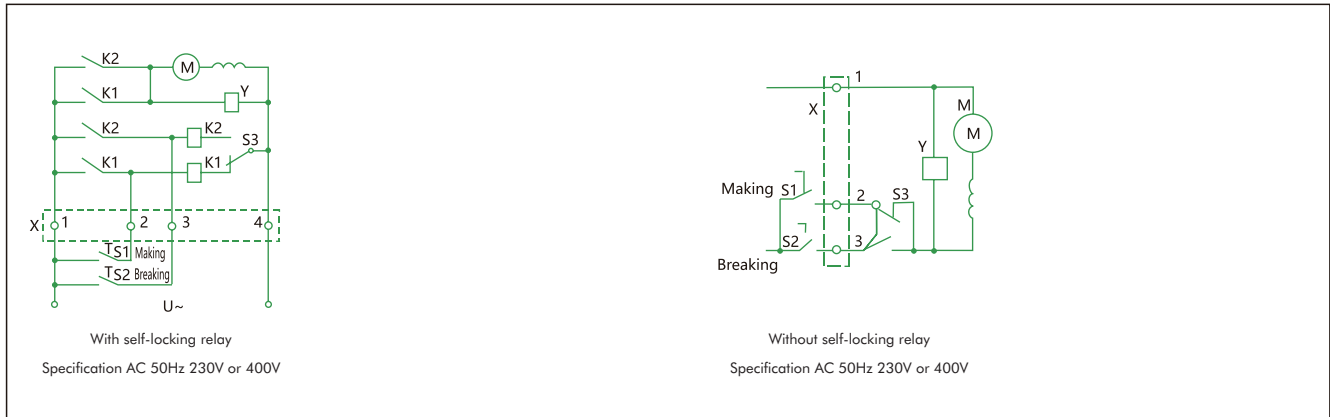 K2
M
K1
Y
K2
K2
S3
K1
K1
X
1
2
3
4
S1 Making
S2 Breaking
U~
With self-locking relay
Specification AC 50Hz 230V or 400V
1
X
M
M
Y
Making S1
2
S3
S2
3
Breaking
Without self-locking relay
Specification AC 50Hz 230V or 400V